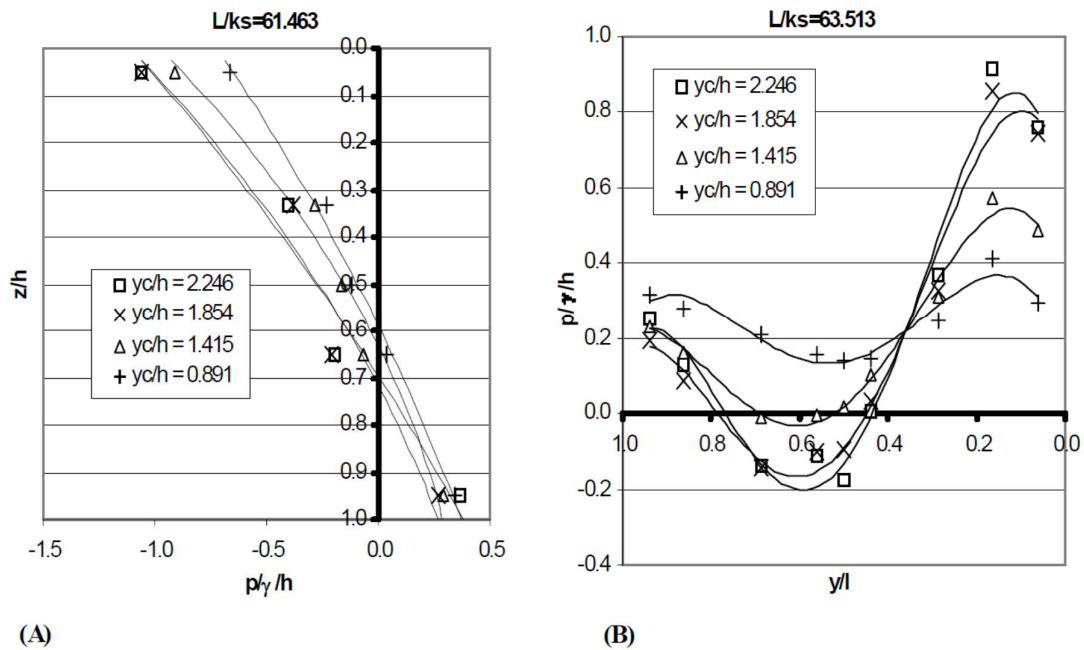 L/ks=61.463
0.0
0.1
0.2
0.3
0.4
0.5
0.6
0.7
0.8
0.9
1.0
z/h
yc/h = 2.246
yc/h = 1.854
yc/h = 1.415
yc/h = 0.891
-1.5 -1.0 -0.5 0.0 0.5
p/γ/h
(A)
L/ks=63.513
1.0
0.8
0.6
0.4
0.2
0.0
-0.2
-0.4
p/γ/h
yc/h = 2.246
yc/h = 1.854
yc/h = 1.415
yc/h = 0.891
1.0 0.8 0.6 0.4 0.2 0.0
y/l
(B)